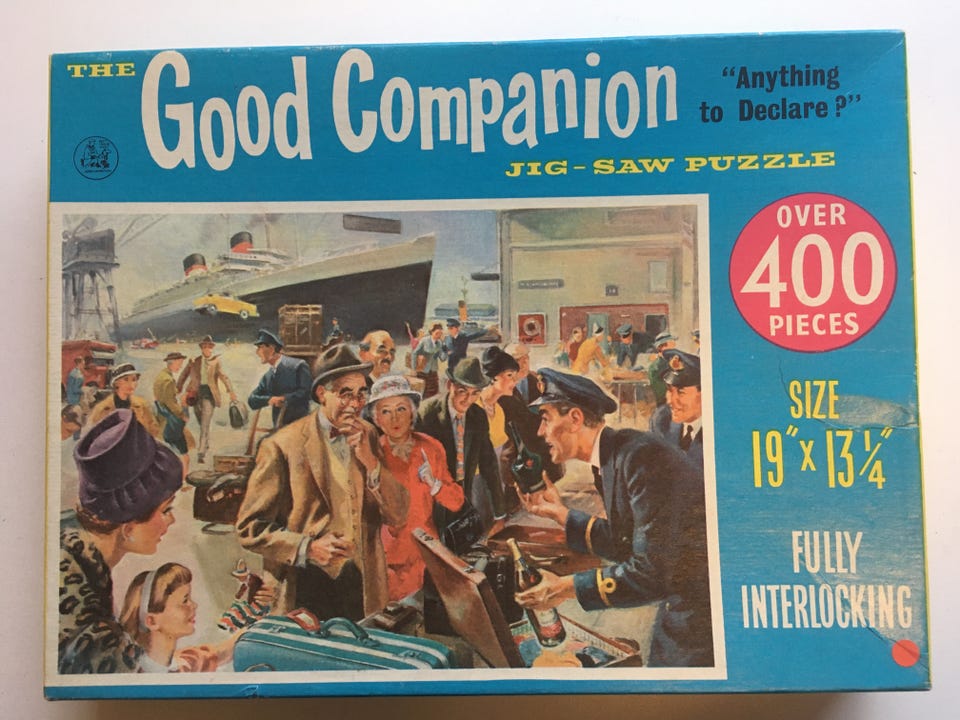 THE
Good Companion
JIG-SAW PUZZLE
"Anything
to Declare?"
OVER
400
PIECES
SIZE
19" x 13¼"
FULLY
INTERLOCKING